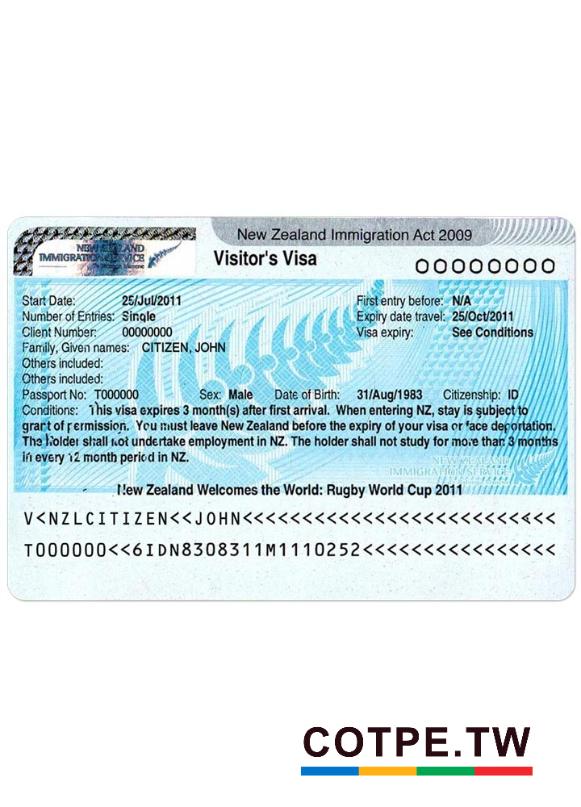 NEW ZEALAND
IMMIGRATION SERVICE
New Zealand Immigration Act 2009
Visitor's Visa
00000000
Start Date: 25/Jul/2011 First entry before: N/A
Number of Entries: Single Expiry date travel: 25/Oct/2011
Client Number: 00000000 Visa expiry: See Conditions
Family, Given names: CITIZEN, JOHN
Others included:
Others included:
Passport No: T000000 Sex: Male Date of Birth: 31/Aug/1983 Citizenship: ID
Conditions: This visa expires 3 month(s) after first arrival. When entering NZ, stay is subject to
grant of permission. You must leave New Zealand before the expiry of your visa or face deportation.
The holder shall not undertake employment in NZ. The holder shall not study for more than 3 months
in every 12 month period in NZ.
NEW ZEALAND
IMMIGRATION SERVICE
New Zealand Welcomes the World: Rugby World Cup 2011
V<NZLCITIZEN<<JOHN<<<<<<<<<<<<<<<<<<<<<<<<<<
T000000<<6IDN8308311M1110252<<<<<<<<<<<<<<<<
COTPE.TW